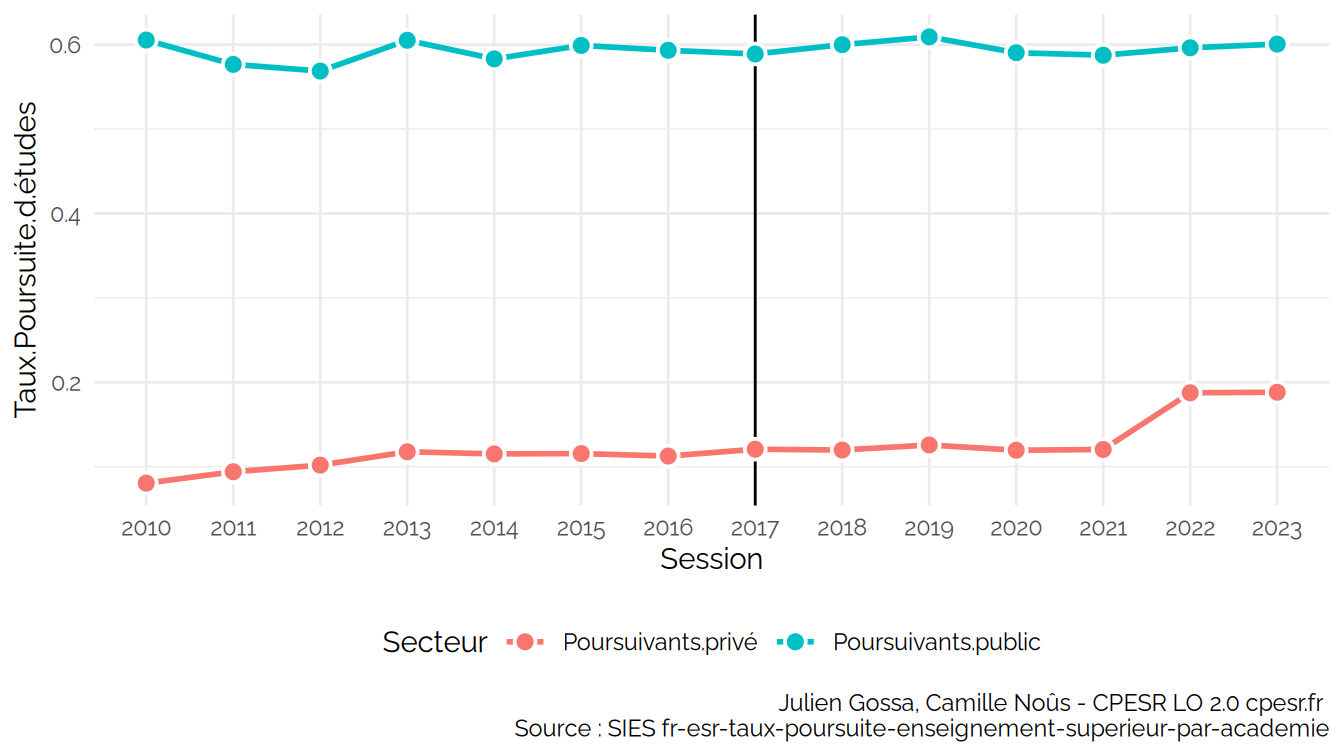 Taux.Poursuite.d.études
0.6
0.4
0.2
2010 2011 2012 2013 2014 2015 2016 2017 2018 2019 2020 2021 2022 2023
Session
Secteur Poursuivants.privé Poursuivants.public
Julien Gossa, Camille Noûs - CPESR LO 2.0 cpesr.fr
Source : SIES fr-esr-taux-poursuite-enseignement-superieur-par-academie